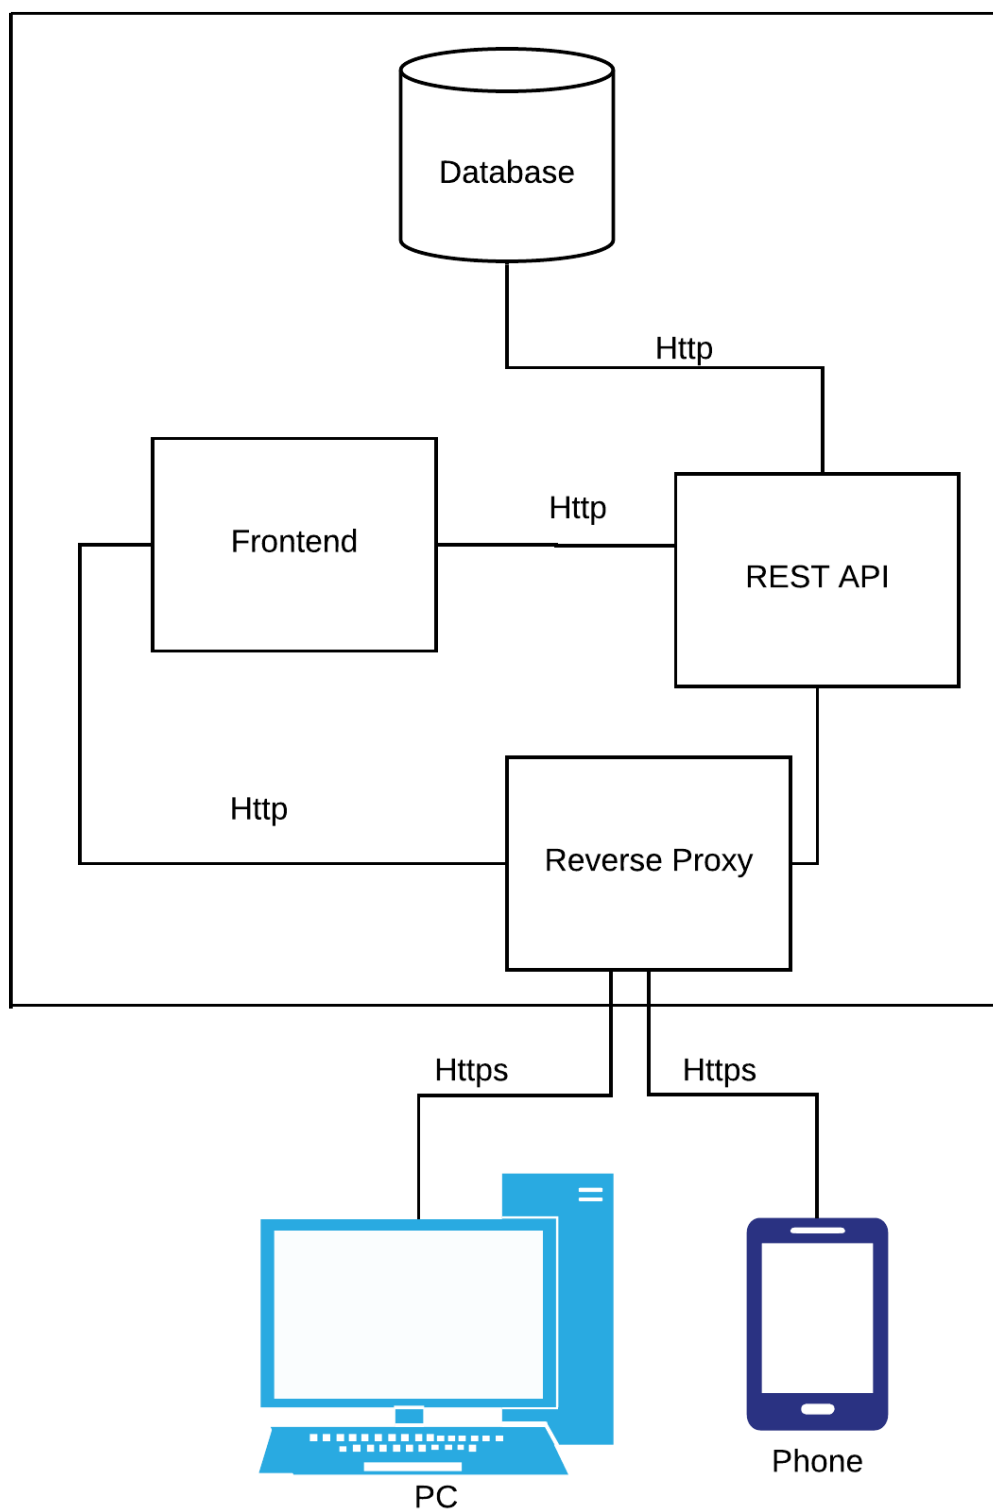 Database
Http
Frontend
Http
REST API
Http
Reverse Proxy
Https
Https
Phone
PC